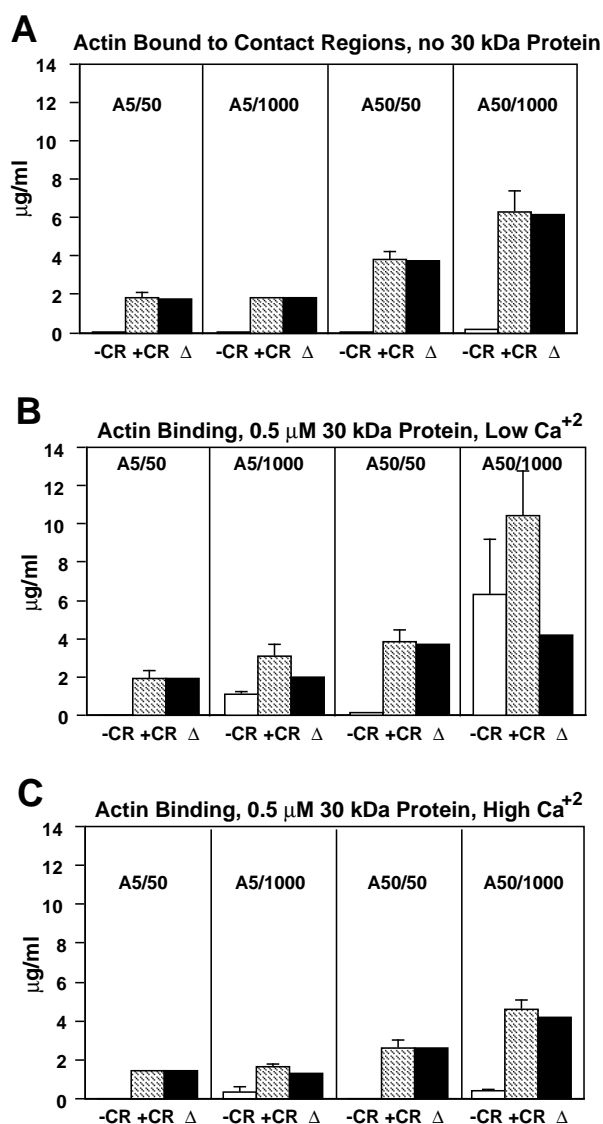 A
Actin Bound to Contact Regions, no 30 kDa Protein
14
12
10
8
6
4
2
0
µg/ml
A5/50 A5/1000 A50/50 A50/1000
-CR +CR Δ -CR +CR Δ -CR +CR Δ -CR +CR Δ
B
Actin Binding, 0.5 µM 30 kDa Protein, Low Ca+2
14
12
10
8
6
4
2
0
µg/ml
A5/50 A5/1000 A50/50 A50/1000
-CR +CR Δ -CR +CR Δ -CR +CR Δ -CR +CR Δ
C
Actin Binding, 0.5 µM 30 kDa Protein, High Ca+2
14
12
10
8
6
4
2
0
µg/ml
A5/50 A5/1000 A50/50 A50/1000
-CR +CR Δ -CR +CR Δ -CR +CR Δ -CR +CR Δ